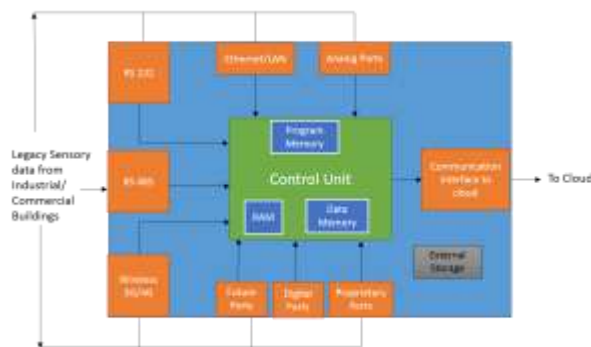 RS 232
Ethernet/LAN
Analog Ports
Program
Memory
Legacy Sensory
data from
Industrial/
Commercial
Buildings
RS 485
Control Unit
Communication
Interface to
cloud
To Cloud
RAM
Data
Memory
External
Storage
Wireless
3G/4G
Future
Ports
Digital
Ports
Proprietary
Ports